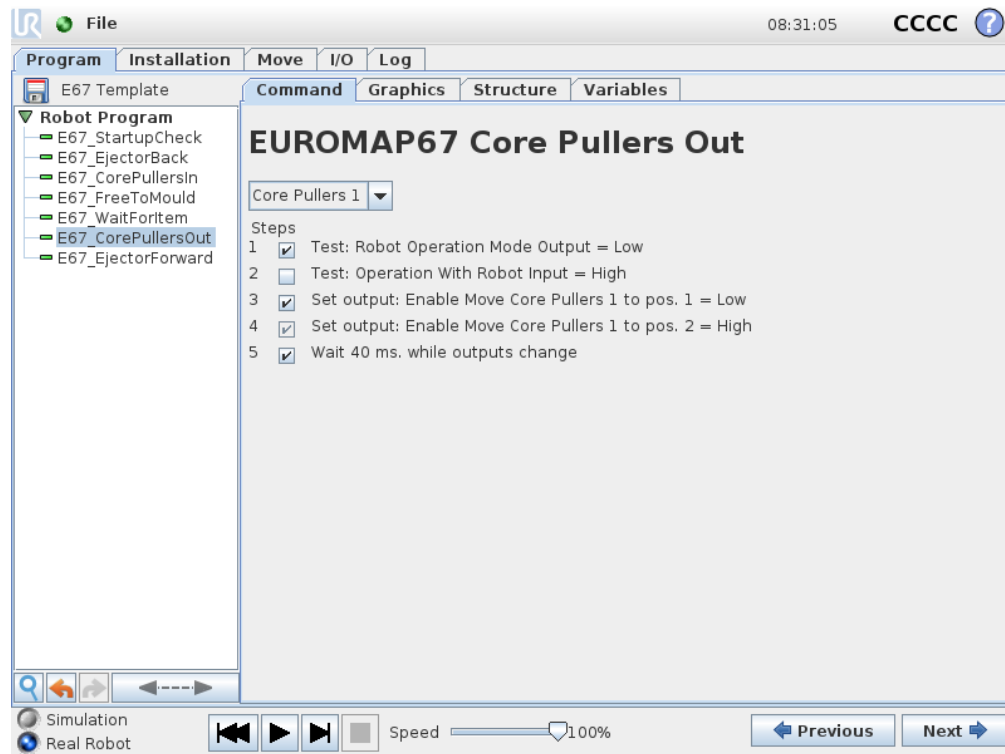 UR File 08:31:05 CCCC ?
Program Installation Move I/O Log
E67 Template Command Graphics Structure Variables
Robot Program
E67_StartupCheck
E67_EjectorBack
E67_CorePullersIn
E67_FreeToMould
E67_WaitForItem
E67_CorePullersOut
E67_EjectorForward
EUROMAP67 Core Pullers Out
Core Pullers 1
Steps
1 Test: Robot Operation Mode Output = Low
2 Test: Operation With Robot Input = High
3 Set output: Enable Move Core Pullers 1 to pos. 1 = Low
4 Set output: Enable Move Core Pullers 1 to pos. 2 = High
5 Wait 40 ms. while outputs change
Simulation
Real Robot
Speed 100%
Previous Next